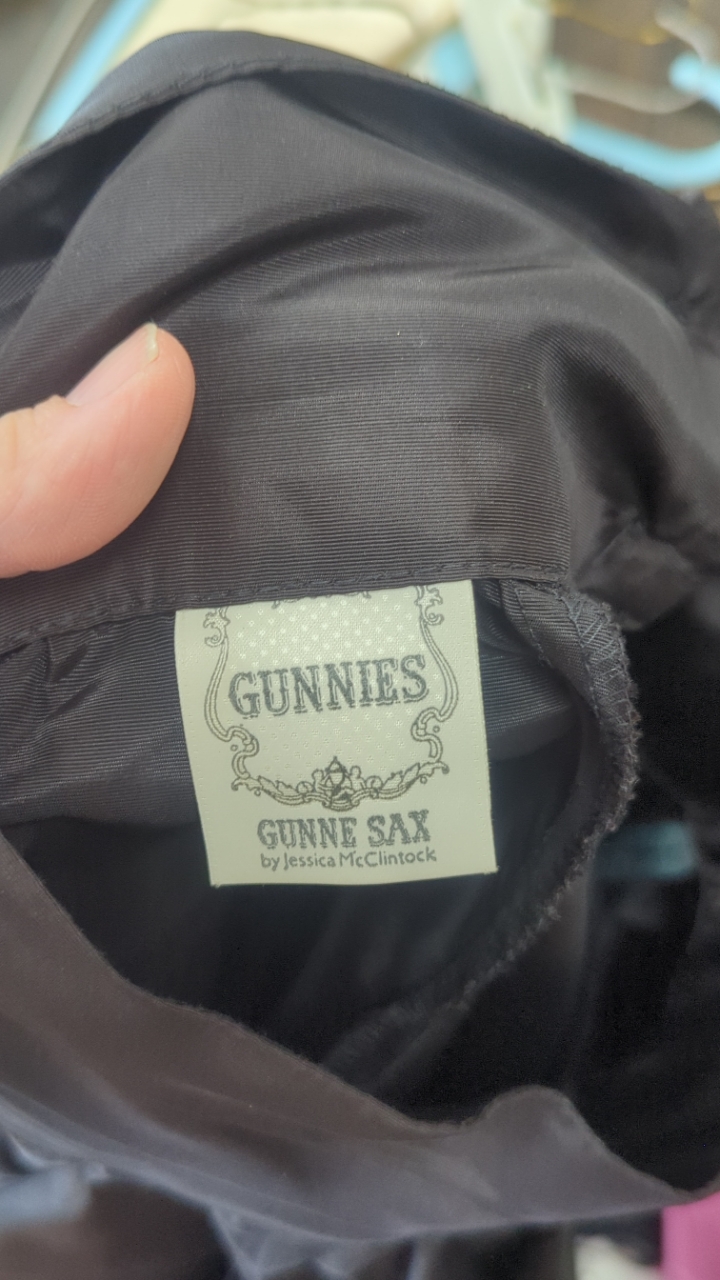 GUNNIES
GUNNE SAX
by Jessica McClintock